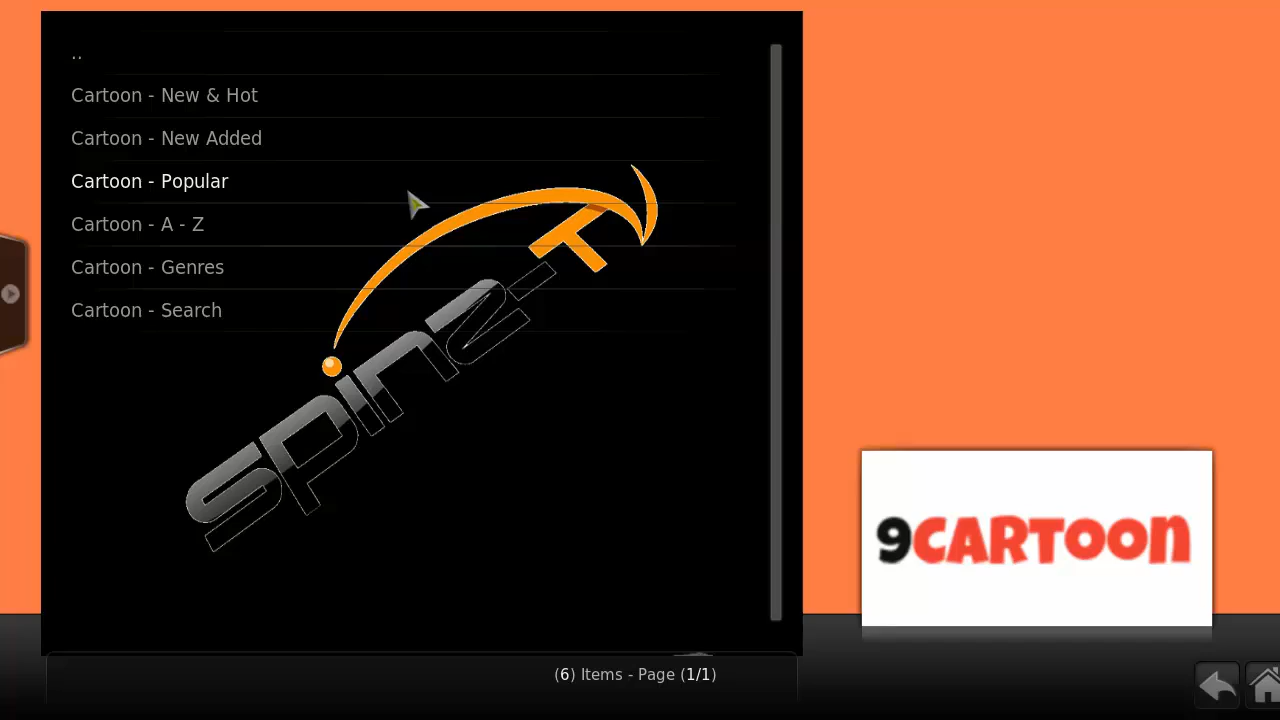 ..
Cartoon - New & Hot
Cartoon - New Added
Cartoon - Popular
Cartoon - A - Z
Cartoon - Genres
Cartoon - Search
spinz-T
9CARTOON
(6) Items - Page (1/1)